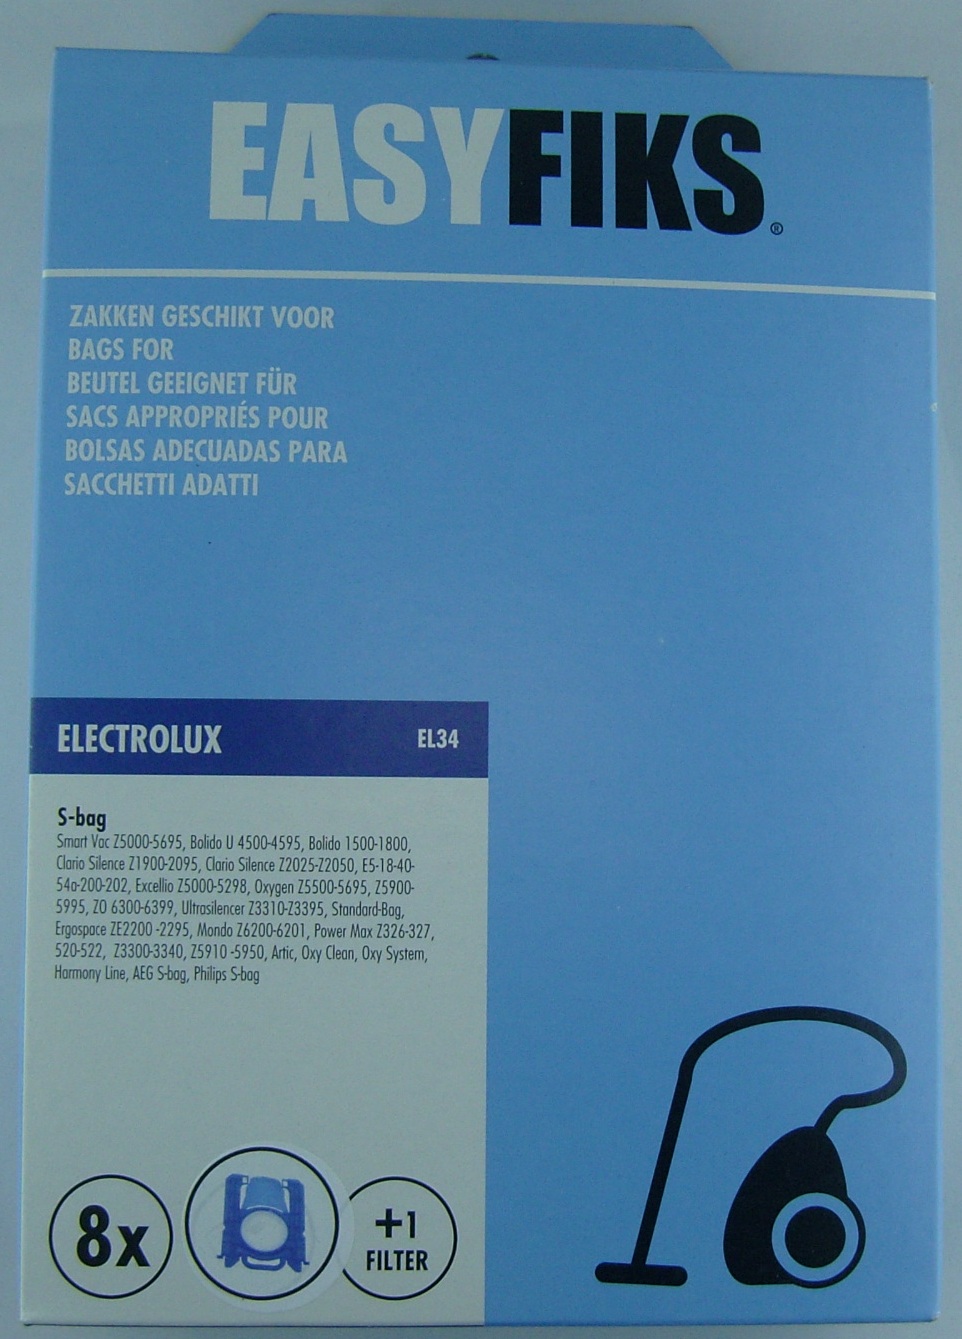 EASYFIKS®
ZAKKEN GESCHIKT VOOR
BAGS FOR
BEUTEL GEEIGNET FÜR
SACS APPROPRIÉS POUR
BOLSAS ADECUADAS PARA
SACCHETTI ADATTI
ELECTROLUX EL34
S-bag
Smart Vac Z5000-5695, Bolido U 4500-4595, Bolido 1500-1800,
Clario Silence Z1900-2095, Clario Silence Z2025-Z2050, E5-18-40-
54a-200-202, Excellio Z5000-5298, Oxygen Z5500-5695, Z5900-
5995, ZO 6300-6399, Ultrasilencer Z3310-Z3395, Standard-Bag,
Ergospace ZE2200 -2295, Mondo Z6200-6201, Power Max Z326-327,
520-522, Z3300-3340, Z5910 -5950, Artic, Oxy Clean, Oxy System,
Harmony Line, AEG S-bag, Philips S-bag
8x
+1
FILTER